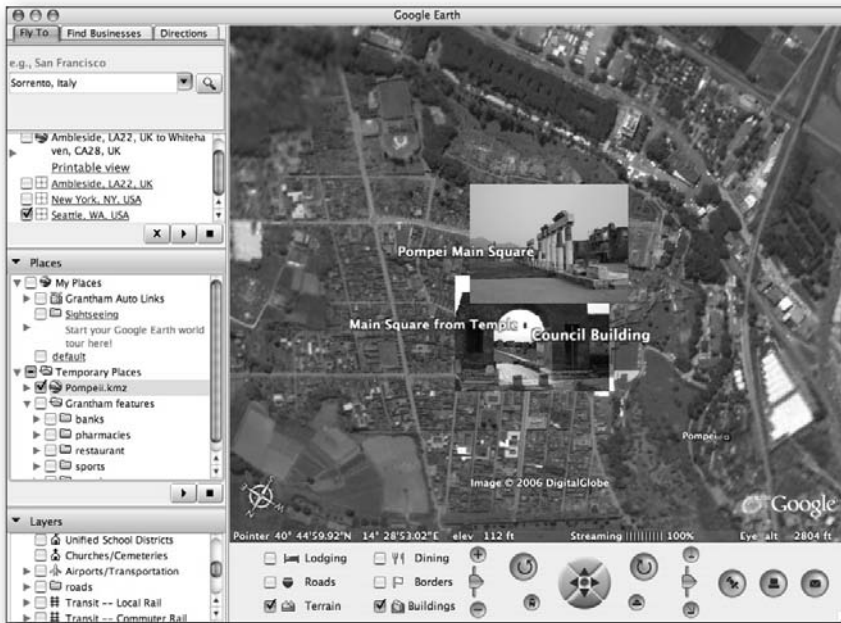 Google Earth
Fly To
Find Businesses
Directions
e.g., San Francisco
Sorrento, Italy
Ambleside, LA22, UK to Whiteha
ven, CA28, UK
Printable view
Ambleside, LA22, UK
New York, NY, USA
Seattle, WA, USA
Places
My Places
Grantham Auto Links
Sightseeing
Start your Google Earth world
tour here!
default
Temporary Places
Pompeii.kmz
Grantham features
banks
pharmacies
restaurant
sports
Layers
Unified School Districts
Churches/Cemeteries
Airports/Transportation
roads
Transit -- Local Rail
Transit -- Commuter Rail
Pompei Main Square
Main Square from Temple
Council Building
Pompei
Image © 2006 DigitalGlobe
Google
Pointer 40° 44'59.92"N 14° 28'53.02"E elev 112 ft Streaming 100% Eye alt 2804 ft
Lodging
Dining
Roads
Borders
Terrain
Buildings